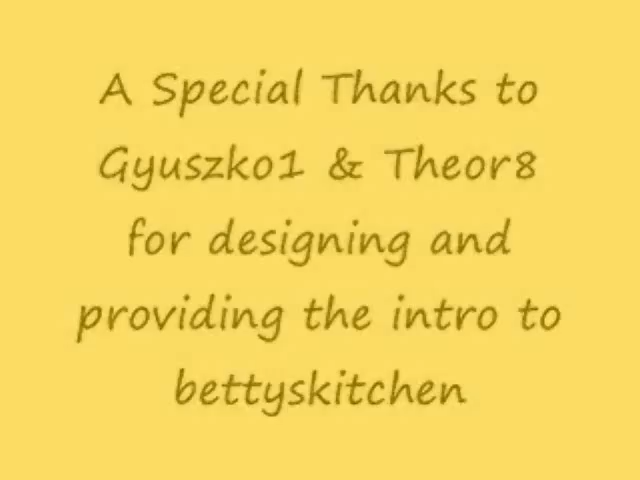 A Special Thanks to
Gyuszko1 & Theor8
for designing and
providing the intro to
bettyskitchen